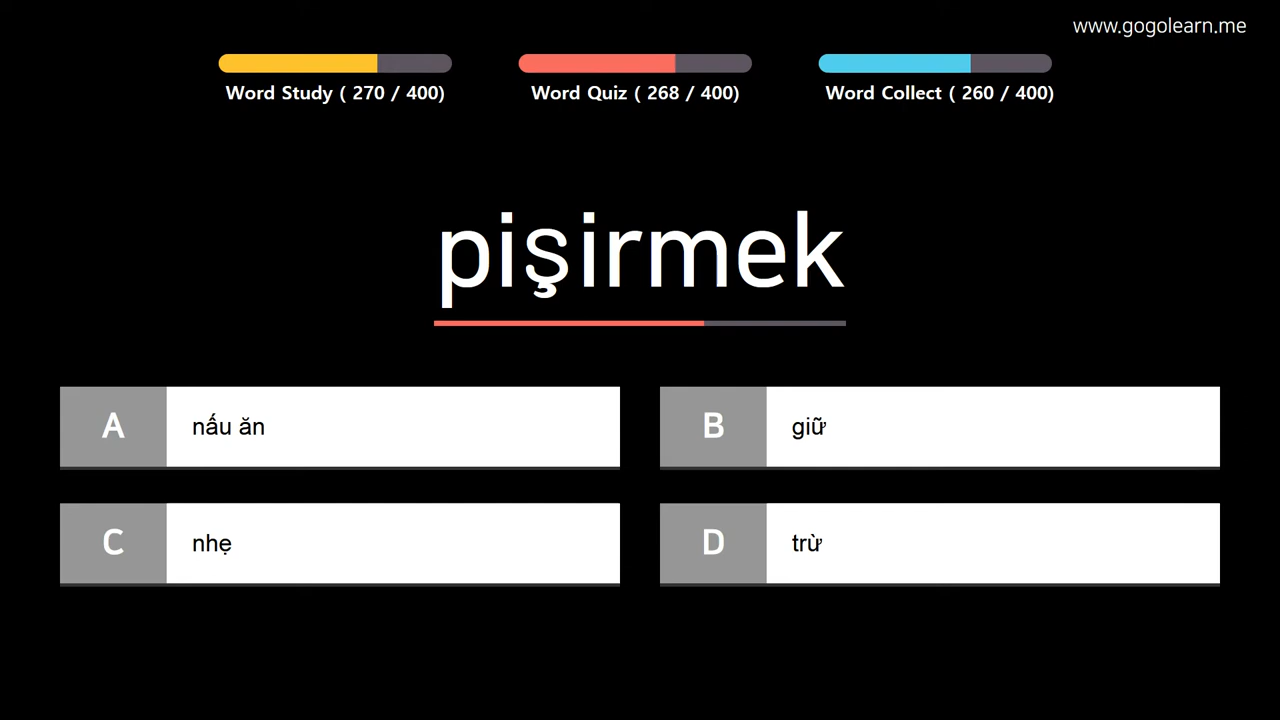 www.gogolearn.me
Word Study ( 270 / 400)
Word Quiz ( 268 / 400)
Word Collect ( 260 / 400)
pişirmek
A nấu ăn
B giữ
C nhẹ
D trừ